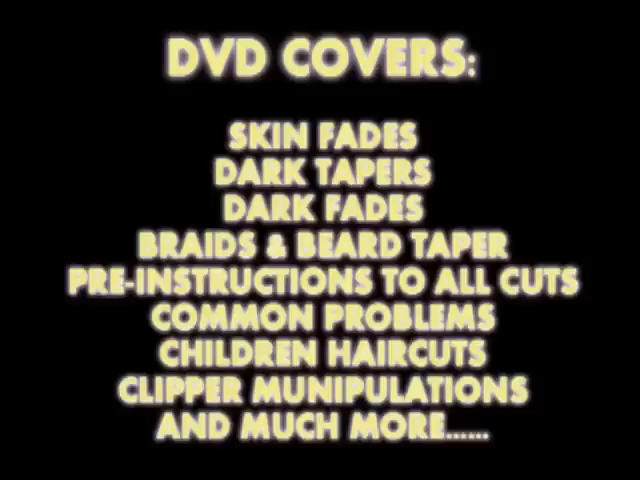 DVD COVERS:
SKIN FADES
DARK TAPERS
DARK FADES
BRAIDS & BEARD TAPER
PRE-INSTRUCTIONS TO ALL CUTS
COMMON PROBLEMS
CHILDREN HAIRCUTS
CLIPPER MUNIPULATIONS
AND MUCH MORE......